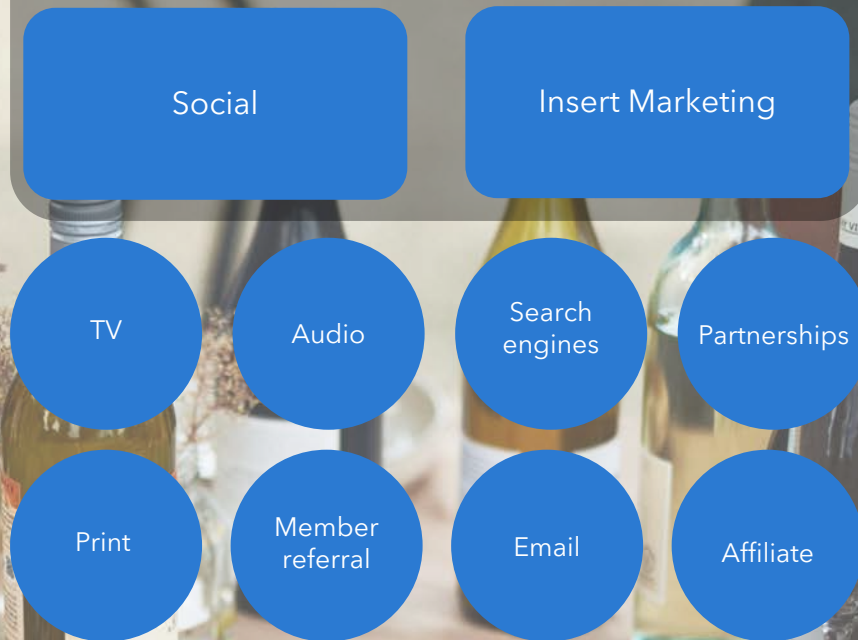 Social
Insert Marketing
TV
Audio
Search
engines
Partnerships
Print
Member
referral
Email
Affiliate